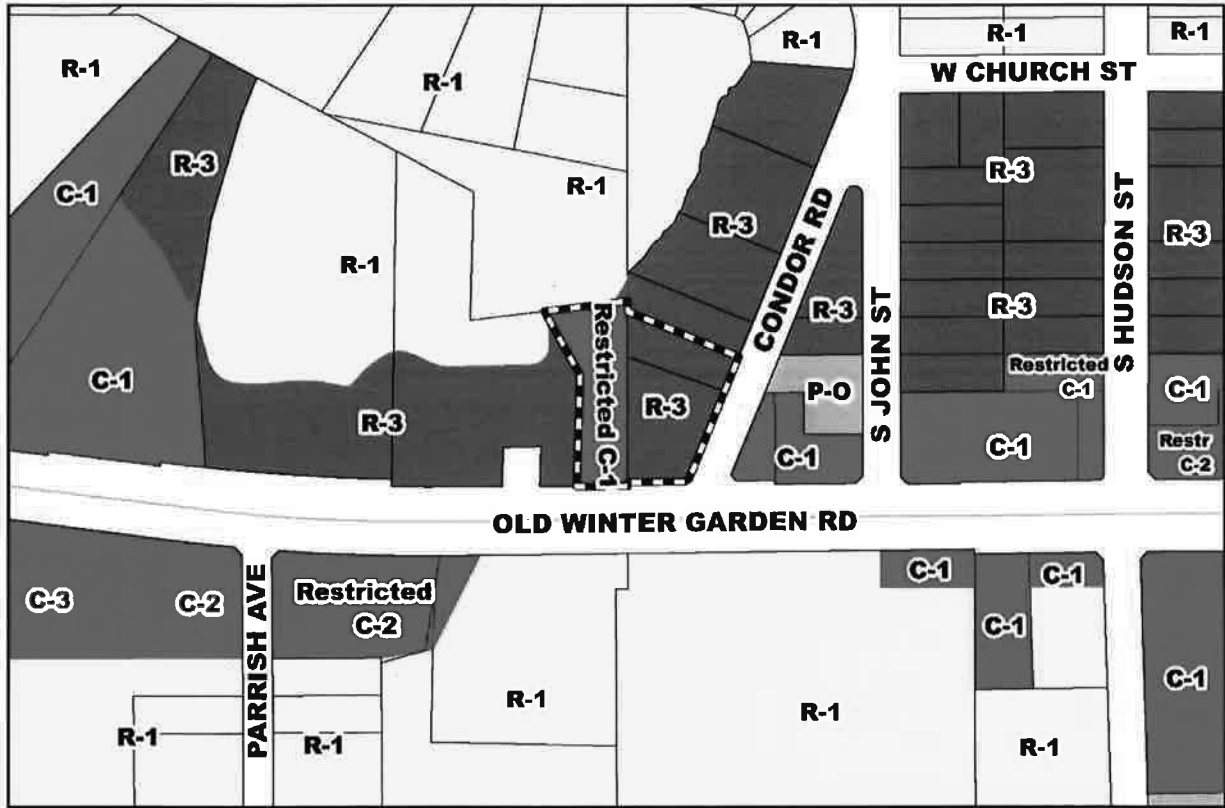 R-1
R-1
R-1
R-1
R-1
W CHURCH ST
R-3
C-1
R-1
R-3
R-3
R-3
R-1
CONDOR RD
S HUDSON ST
R-3
R-3
S JOHN ST
Restricted C-1
Restricted
C-1
C-1
P-O
C-1
R-3
R-3
C-1
C-1
Restr
C-2
OLD WINTER GARDEN RD
C-3
C-2
PARRISH AVE
Restricted
C-2
C-1
C-1
C-1
C-1
R-1
R-1
R-1
R-1
R-1